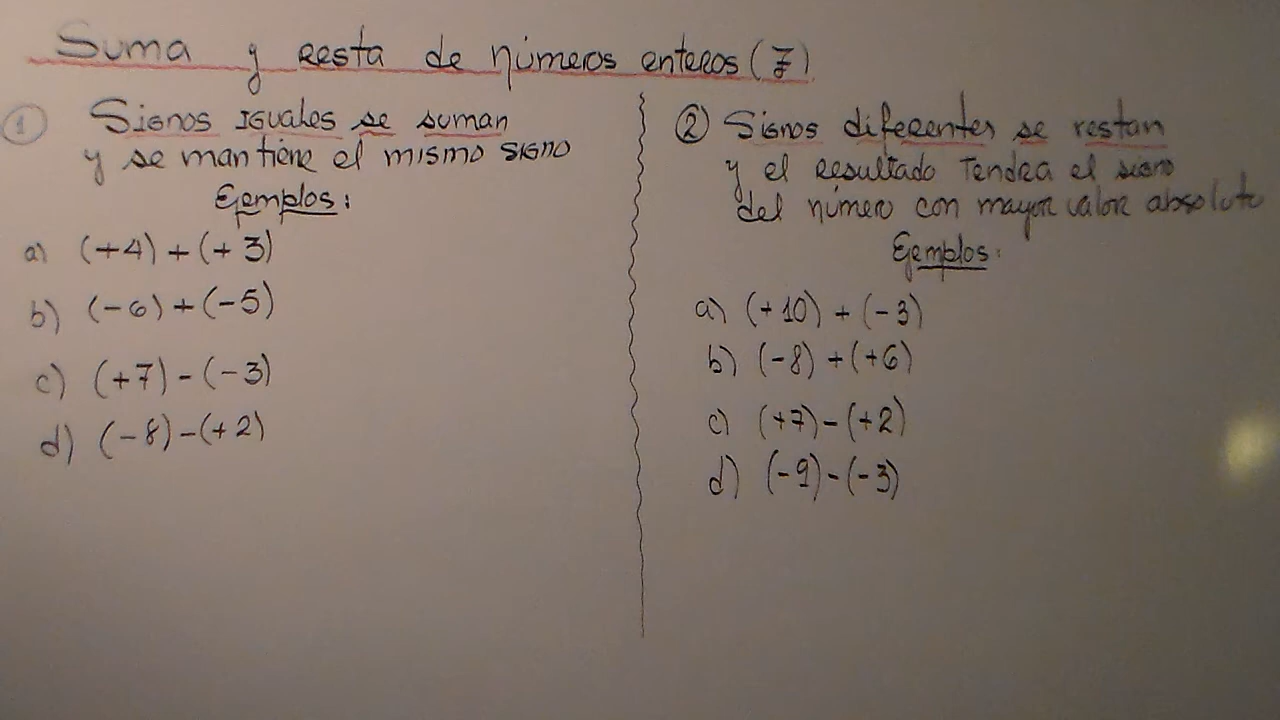 Suma y resta de números enteros (Z)
1 Signos iguales se suman
y se mantiene el mismo signo
Ejemplos:
a) (+4) + (+3)
b) (-6) + (-5)
c) (+7) - (-3)
d) (-8) - (+2)
2 Signos diferentes se restan
y el resultado tendra el signo
del número con mayor valor absoluto
Ejemplos:
a) (+10) + (-3)
b) (-8) + (+6)
c) (+7) - (+2)
d) (-9) - (-3)